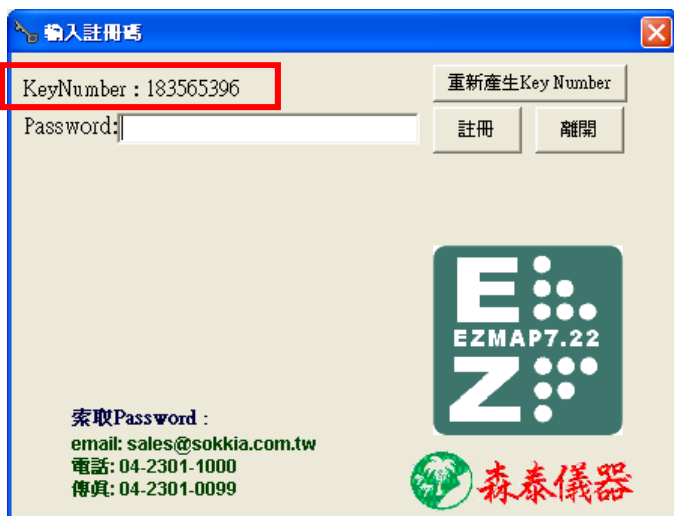 輸入註冊碼
KeyNumber：183565396
重新產生Key Number
Password:
註冊
離開
EZ
EZMAP7.22
索取Password：
email: sales@sokkia.com.tw
電話: 04-2301-1000
傳真: 04-2301-0099
森泰儀器